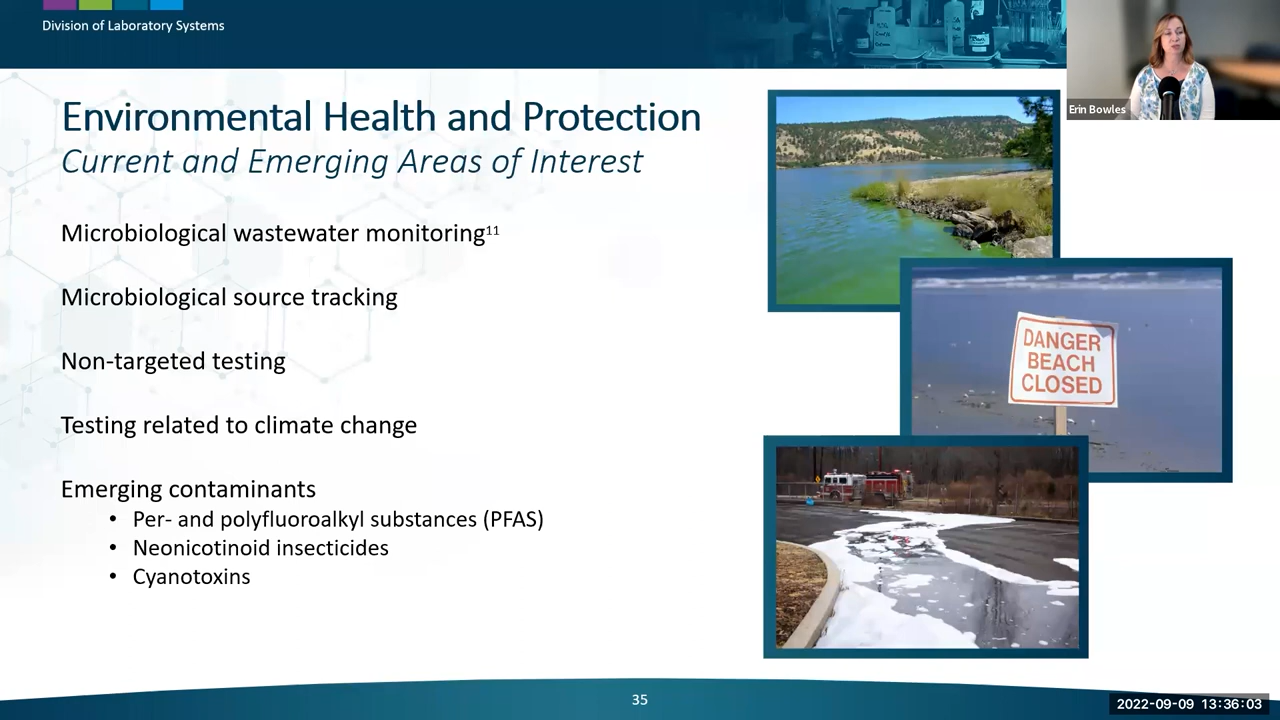 Division of Laboratory Systems
Erin Bowles
Environmental Health and Protection
Current and Emerging Areas of Interest
Microbiological wastewater monitoring¹¹
Microbiological source tracking
Non-targeted testing
Testing related to climate change
Emerging contaminants
• Per- and polyfluoroalkyl substances (PFAS)
• Neonicotinoid insecticides
• Cyanotoxins
DANGER
BEACH
CLOSED
35
2022-09-09 13:36:03